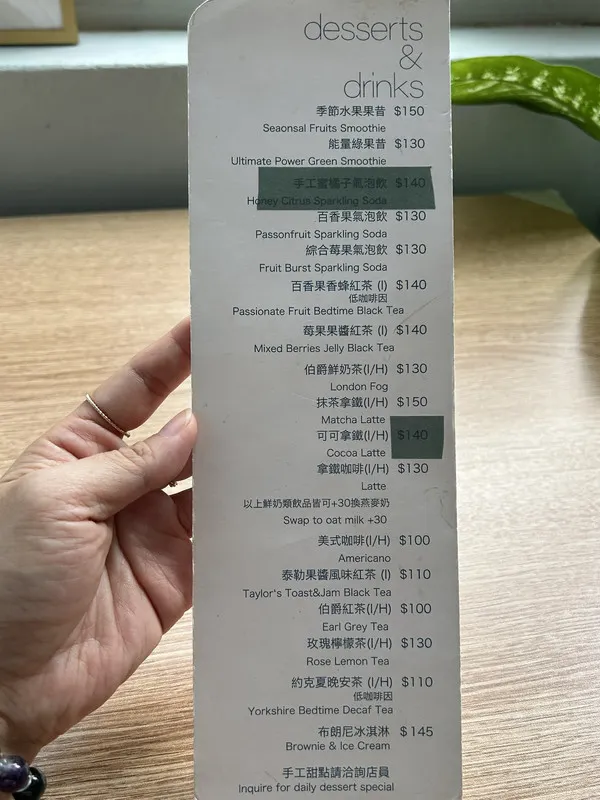 desserts
&
drinks
季節水果果昔 $150
Seaonsal Fruits Smoothie
能量綠果昔 $130
Ultimate Power Green Smoothie
手工蜜橘子氣泡飲 $140
Honey Citrus Sparkling Soda
百香果氣泡飲 $130
Passonfruit Sparkling Soda
綜合莓果氣泡飲 $130
Fruit Burst Sparkling Soda
百香果香蜂紅茶 (I) $140
低咖啡因
Passionate Fruit Bedtime Black Tea
莓果果醬紅茶 (I) $140
Mixed Berries Jelly Black Tea
伯爵鮮奶茶(I/H) $130
London Fog
抹茶拿鐵(I/H) $150
Matcha Latte
可可拿鐵(I/H) $140
Cocoa Latte
拿鐵咖啡(I/H) $130
Latte
以上鮮奶類飲品皆可+30換燕麥奶
Swap to oat milk +30
美式咖啡(I/H) $100
Americano
泰勒果醬風味紅茶 (I) $110
Taylor's Toast&Jam Black Tea
伯爵紅茶(I/H) $100
Earl Grey Tea
玫瑰檸檬茶(I/H) $130
Rose Lemon Tea
約克夏晚安茶 (I/H) $110
低咖啡因
Yorkshire Bedtime Decaf Tea
布朗尼冰淇淋 $145
Brownie & Ice Cream
手工甜點請洽詢店員
Inquire for daily dessert special